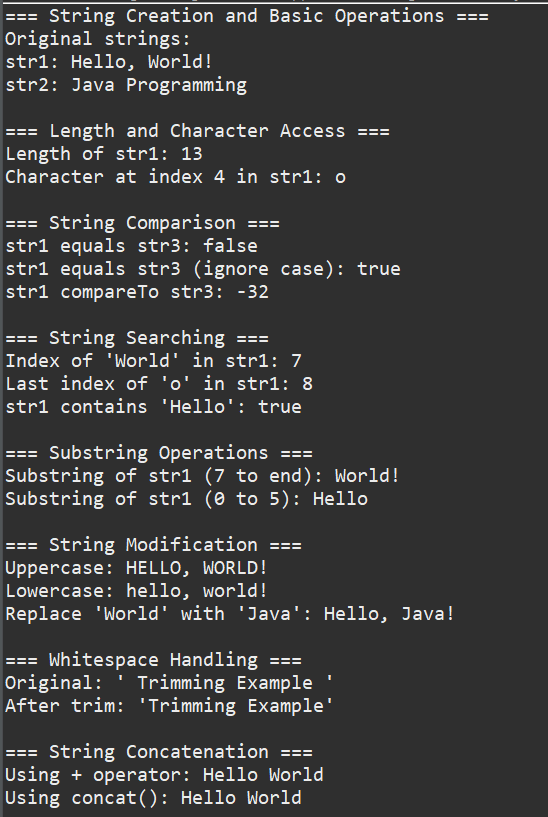 === String Creation and Basic Operations ===
Original strings:
str1: Hello, World!
str2: Java Programming
=== Length and Character Access ===
Length of str1: 13
Character at index 4 in str1: o
=== String Comparison ===
str1 equals str3: false
str1 equals str3 (ignore case): true
str1 compareTo str3: -32
=== String Searching ===
Index of 'World' in str1: 7
Last index of 'o' in str1: 8
str1 contains 'Hello': true
=== Substring Operations ===
Substring of str1 (7 to end): World!
Substring of str1 (0 to 5): Hello
=== String Modification ===
Uppercase: HELLO, WORLD!
Lowercase: hello, world!
Replace 'World' with 'Java': Hello, Java!
=== Whitespace Handling ===
Original: ' Trimming Example '
After trim: 'Trimming Example'
=== String Concatenation ===
Using + operator: Hello World
Using concat(): Hello World